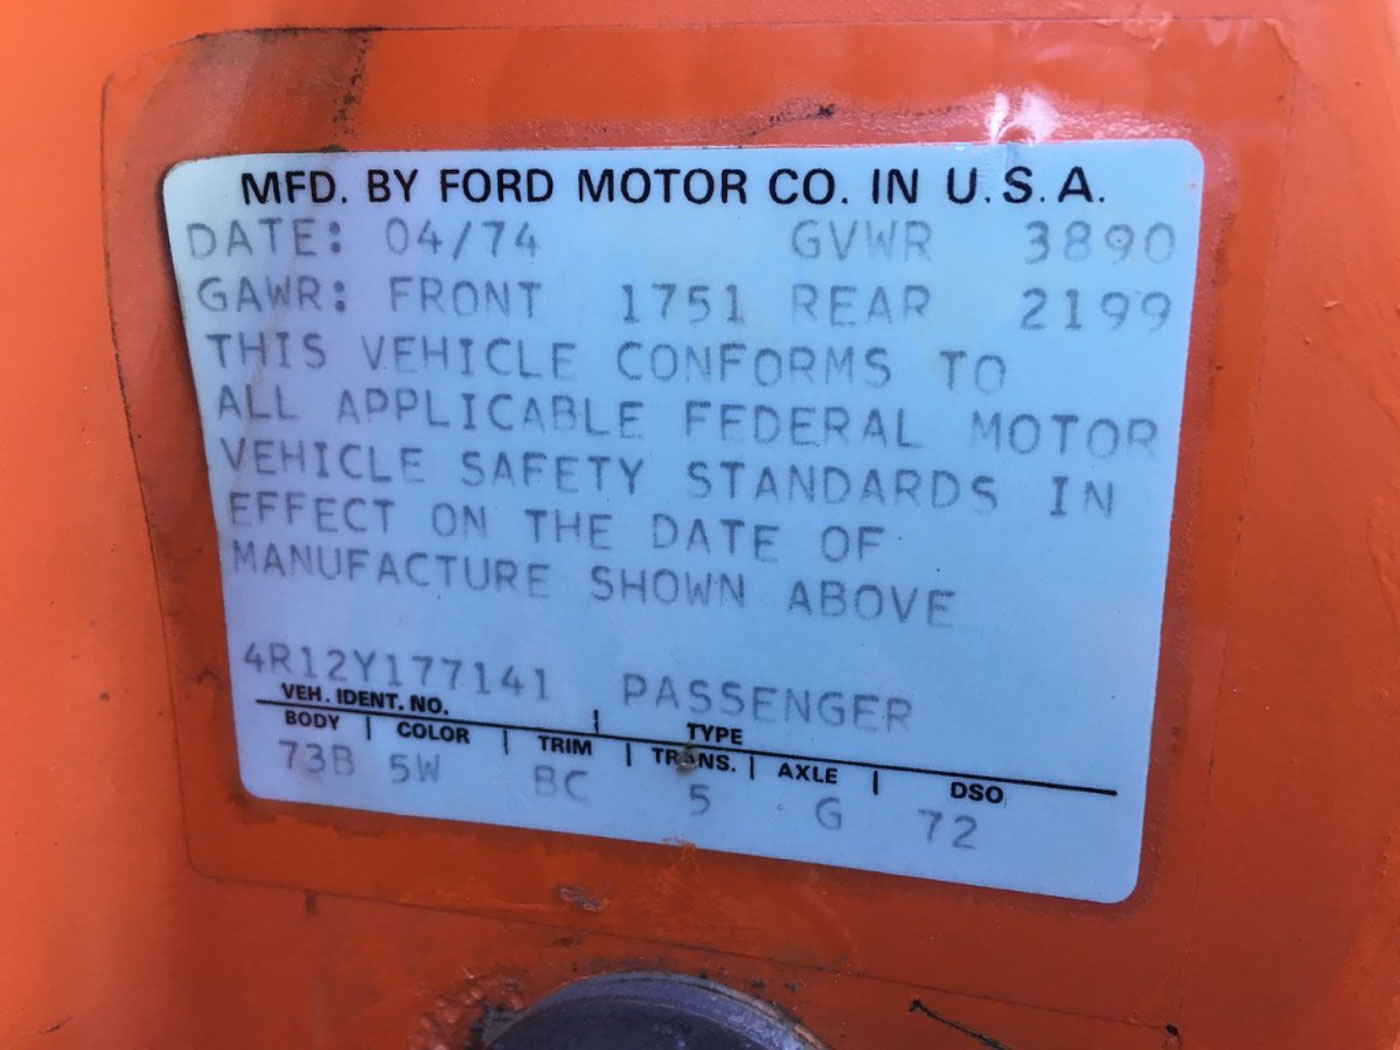 MFD. BY FORD MOTOR CO. IN U.S.A.
DATE: 04/74 GVWR 3890
GAWR: FRONT 1751 REAR 2199
THIS VEHICLE CONFORMS TO
ALL APPLICABLE FEDERAL MOTOR
VEHICLE SAFETY STANDARDS IN
EFFECT ON THE DATE OF
MANUFACTURE SHOWN ABOVE
4R12Y177141 PASSENGER
VEH. IDENT. NO. TYPE
BODY COLOR TRIM TRANS. AXLE DSO
73B 5W BC 5 G 72